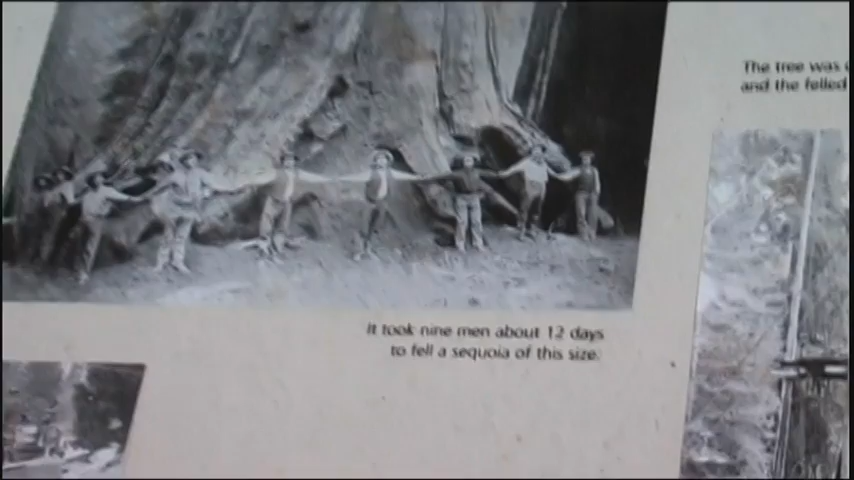 It took nine men about 12 days
to fell a sequoia of this size.
The tree was
and the felled